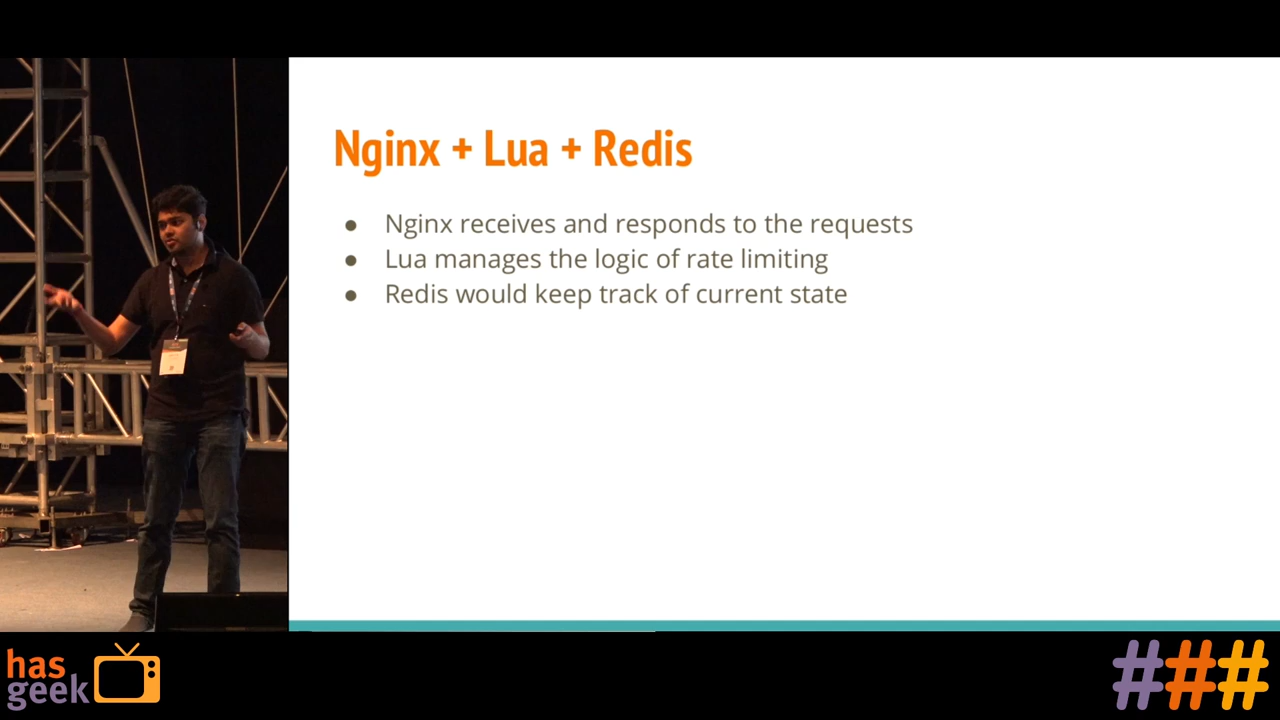 Nginx + Lua + Redis
● Nginx receives and responds to the requests
● Lua manages the logic of rate limiting
● Redis would keep track of current state
has
geek
###